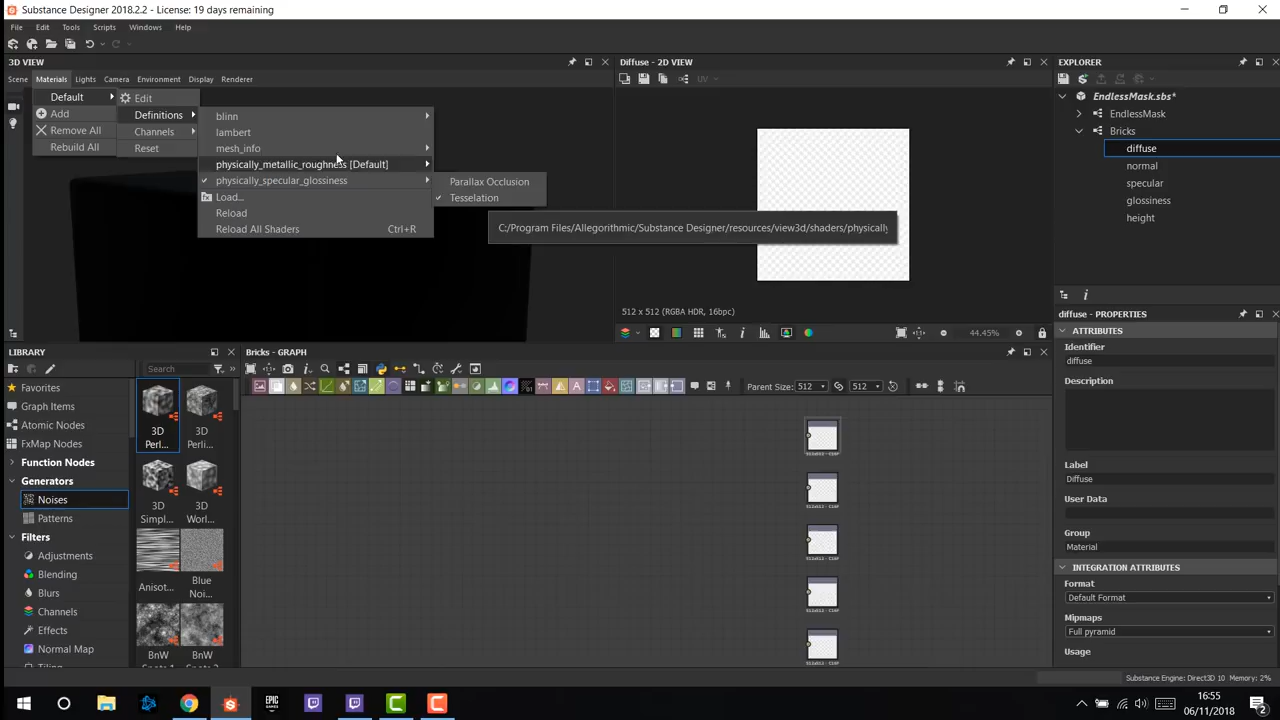 Substance Designer 2018.2.2 - License: 19 days remaining
File Edit Tools Scripts Windows Help
3D VIEW
Scene Materials Lights Camera Environment Display Renderer
Default
Add
Remove All
Rebuild All
Edit
Definitions
Channels
Reset
blinn
lambert
mesh_info
physically_metallic_roughness [Default]
physically_specular_glossiness
Load...
Reload
Reload All Shaders Ctrl+R
Parallax Occlusion
Tesselation
C:/Program Files/Allegorithmic/Substance Designer/resources/view3d/shaders/physically
Diffuse - 2D VIEW
UV
512 x 512 (RGBA HDR, 16bpc)
44.45%
EXPLORER
EndlessMask.sbs*
EndlessMask
Bricks
diffuse
normal
specular
glossiness
height
LIBRARY
Search
Favorites
Graph Items
Atomic Nodes
FxMap Nodes
Function Nodes
Generators
Noises
Patterns
Filters
Adjustments
Blending
Blurs
Channels
Effects
Normal Map
3D Perl...
3D Perli...
3D Simpl...
3D Worl...
Anisot...
Blue Noi...
BnW
BnW
Bricks - GRAPH
Parent Size: 512 512
diffuse - PROPERTIES
ATTRIBUTES
Identifier
diffuse
Description
Label
Diffuse
User Data
Group
Material
INTEGRATION ATTRIBUTES
Format
Default Format
Mipmaps
Full pyramid
Usage
Substance Engine: Direct3D 10 Memory: 2%
EPIC GAMES
16:55
06/11/2018
2